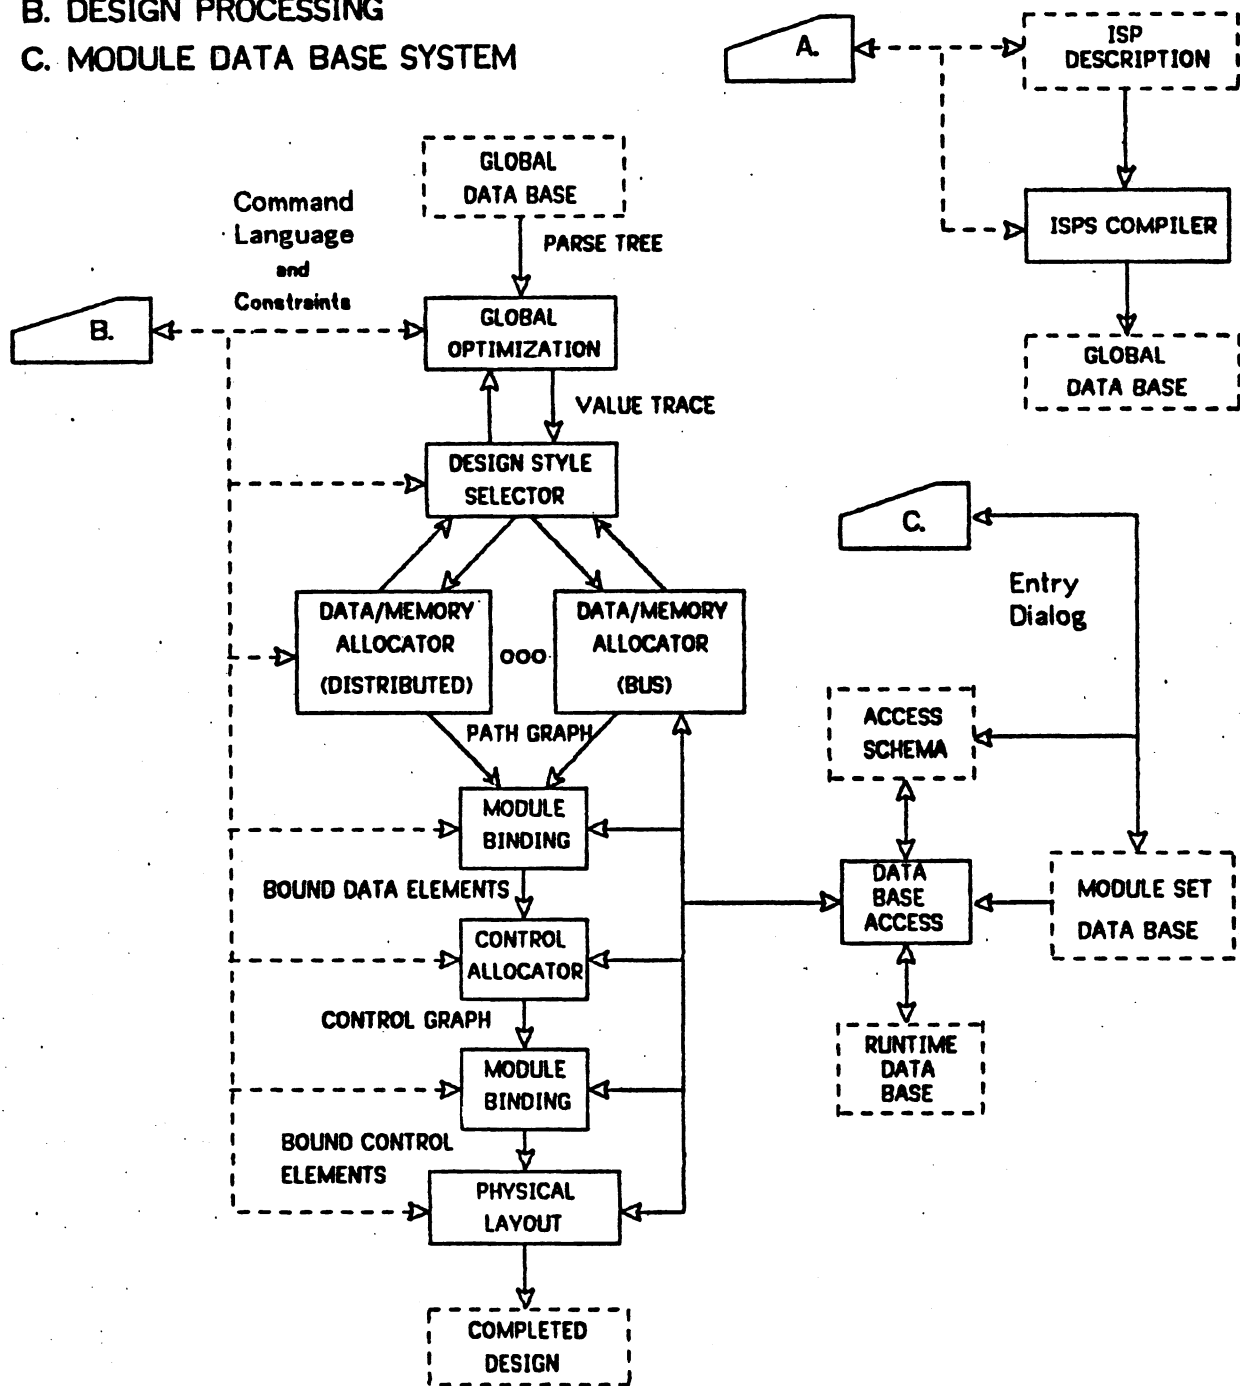 B. DESIGN PROCESSING
C. MODULE DATA BASE SYSTEM
A.
ISP
DESCRIPTION
ISPS COMPILER
GLOBAL
DATA BASE
GLOBAL
DATA BASE
PARSE TREE
Command
Language
and
Constraints
B.
GLOBAL
OPTIMIZATION
VALUE TRACE
DESIGN STYLE
SELECTOR
DATA/MEMORY
ALLOCATOR
(DISTRIBUTED)
ooo
DATA/MEMORY
ALLOCATOR
(BUS)
PATH GRAPH
MODULE
BINDING
BOUND DATA ELEMENTS
CONTROL
ALLOCATOR
CONTROL GRAPH
MODULE
BINDING
BOUND CONTROL
ELEMENTS
PHYSICAL
LAYOUT
COMPLETED
DESIGN
C.
Entry
Dialog
ACCESS
SCHEMA
DATA
BASE
ACCESS
MODULE SET
DATA BASE
RUNTIME
DATA
BASE